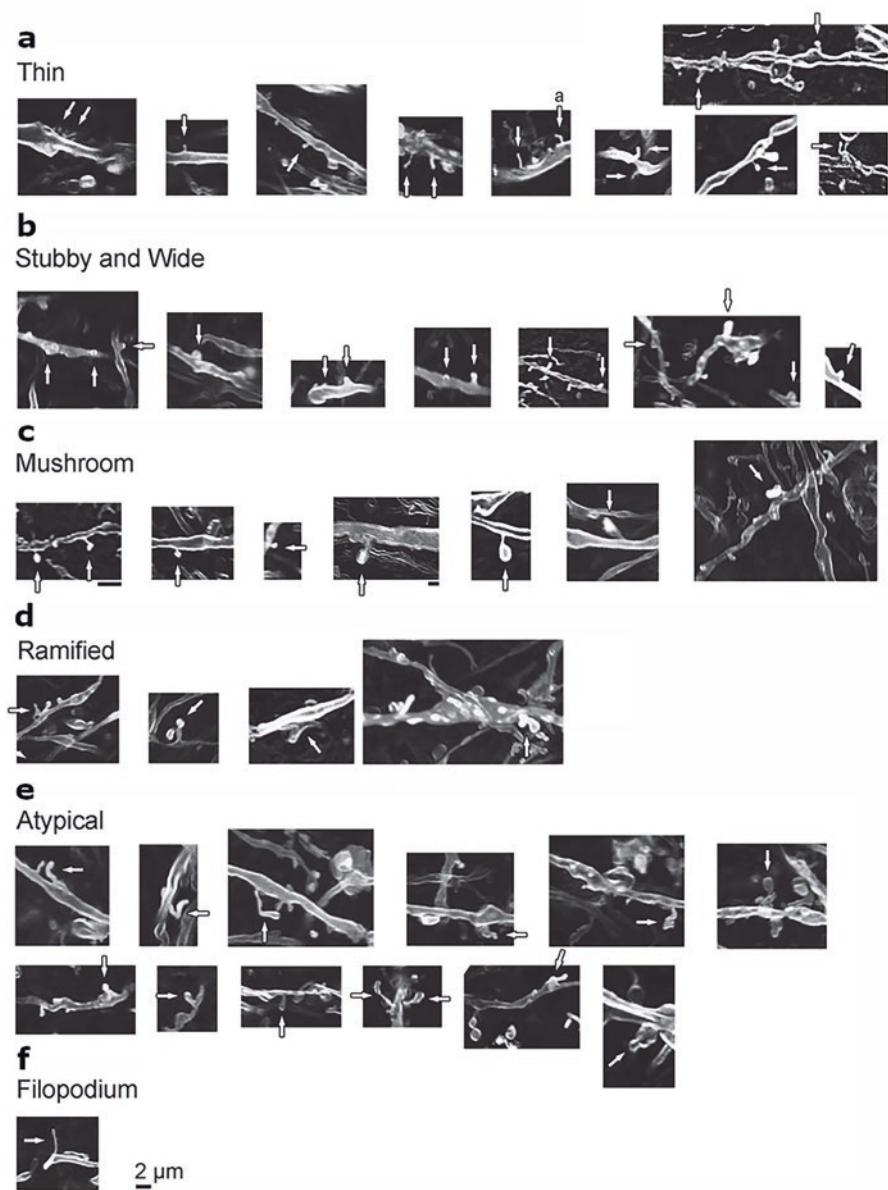 a
Thin
a
b
Stubby and Wide
c
Mushroom
d
Ramified
e
Atypical
f
Filopodium
2 µm